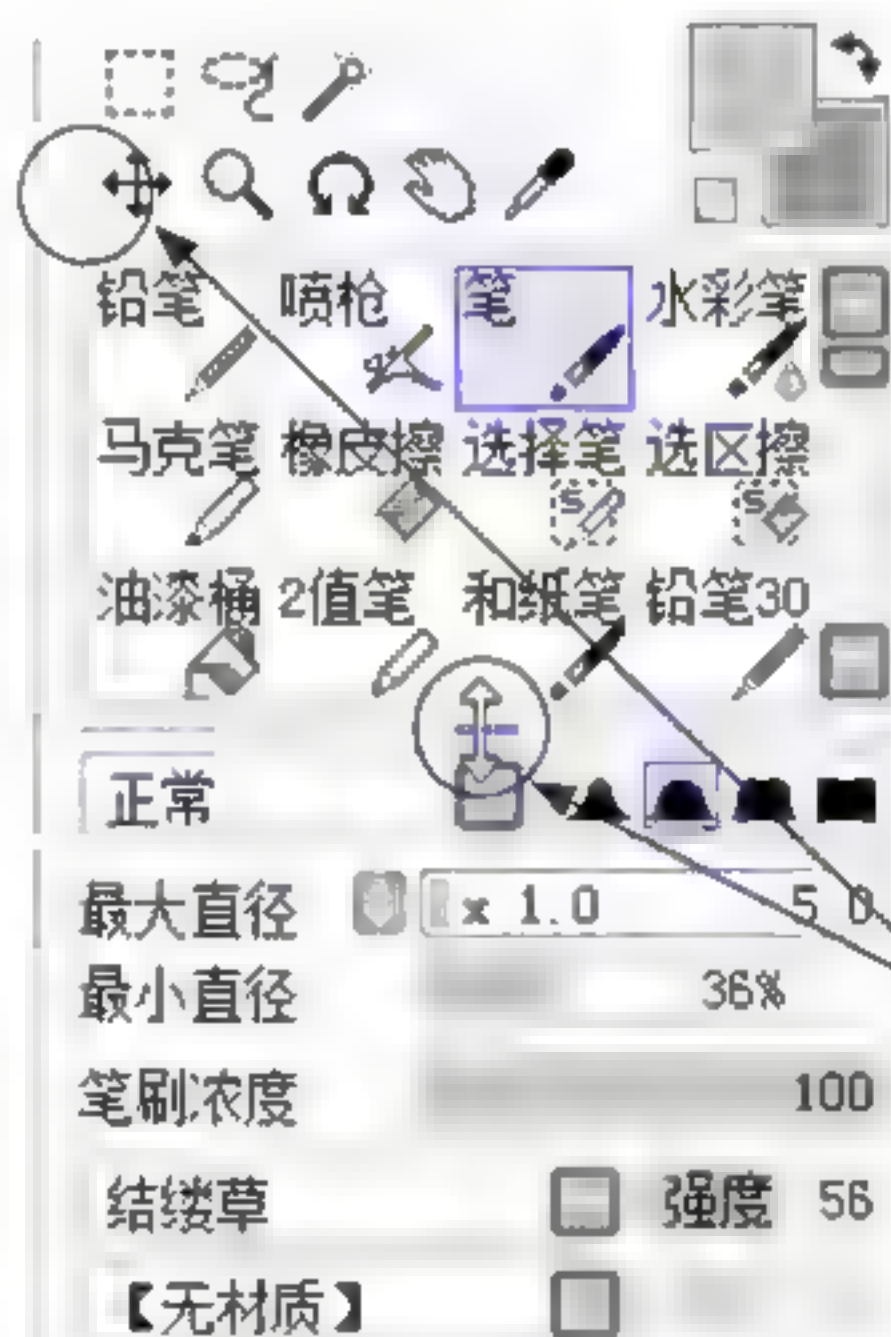 铅笔 喷枪 笔 水彩笔
马克笔 橡皮擦 选择笔 选区擦
油漆桶 2值笔 和纸笔 铅笔30
正常
最大直径 x 1.0 5 0
最小直径 36%
笔刷浓度 100
结缕草 强度 56
【无材质】